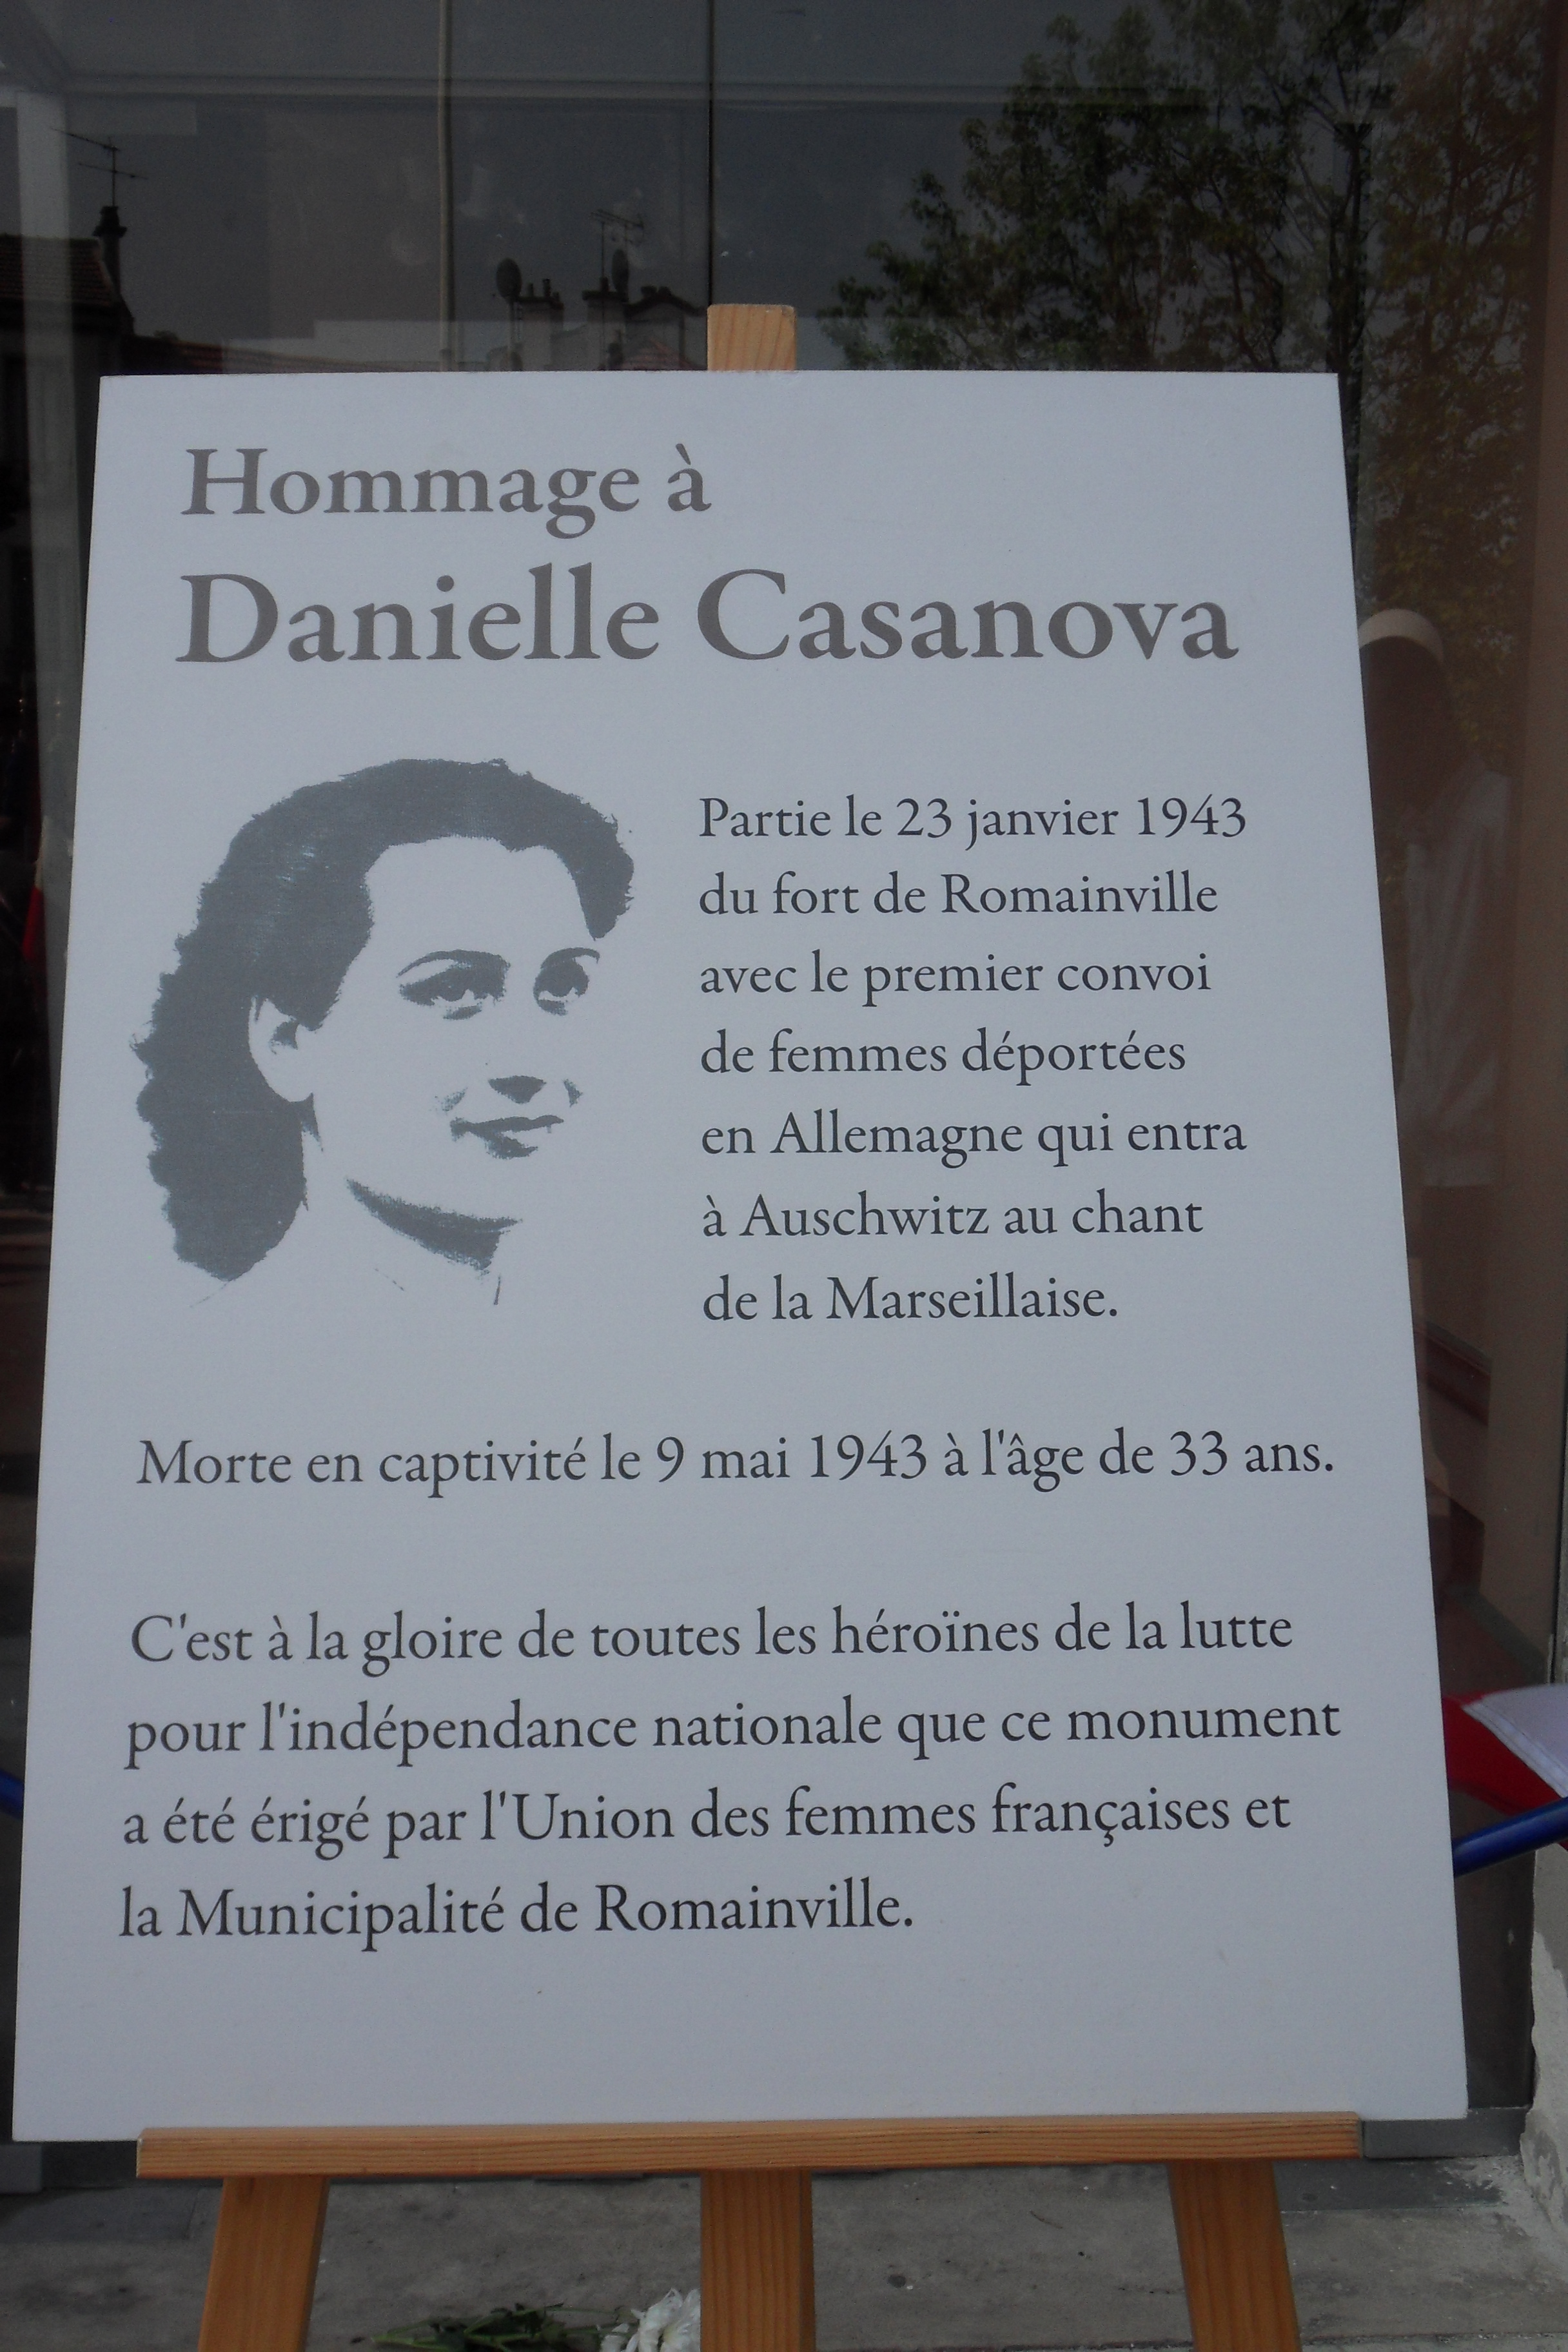 Hommage à
Danielle Casanova
Partie le 23 janvier 1943
du fort de Romainville
avec le premier convoi
de femmes déportées
en Allemagne qui entra
à Auschwitz au chant
de la Marseillaise.
Morte en captivité le 9 mai 1943 à l'âge de 33 ans.
C'est à la gloire de toutes les héroïnes de la lutte
pour l'indépendance nationale que ce monument
a été érigé par l'Union des femmes françaises et
la Municipalité de Romainville.